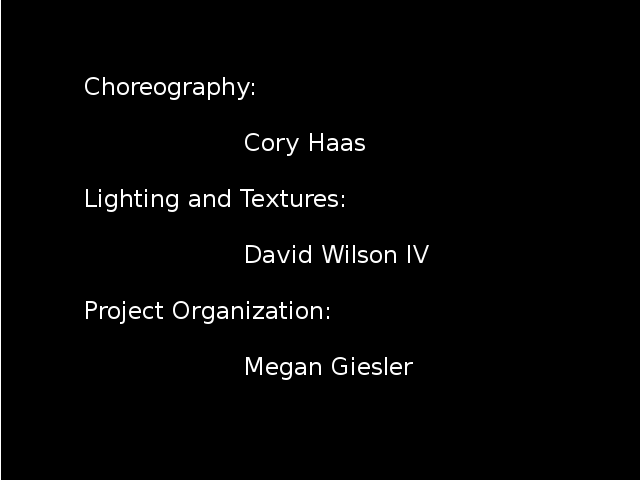 Choreography:
Cory Haas
Lighting and Textures:
David Wilson IV
Project Organization:
Megan Giesler